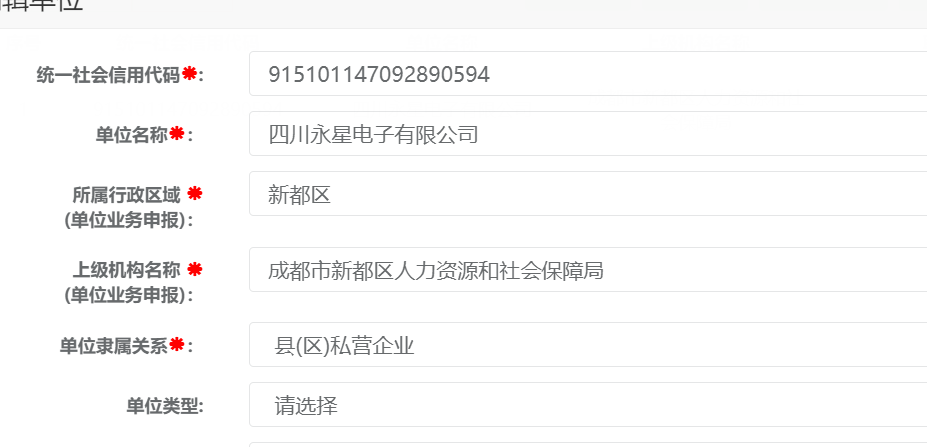 编辑单位
统一社会信用代码*: 915101147092890594
单位名称*: 四川永星电子有限公司
所属行政区域 * 新都区
(单位业务申报):
上级机构名称 * 成都市新都区人力资源和社会保障局
(单位业务申报):
单位隶属关系*: 县(区)私营企业
单位类型: 请选择